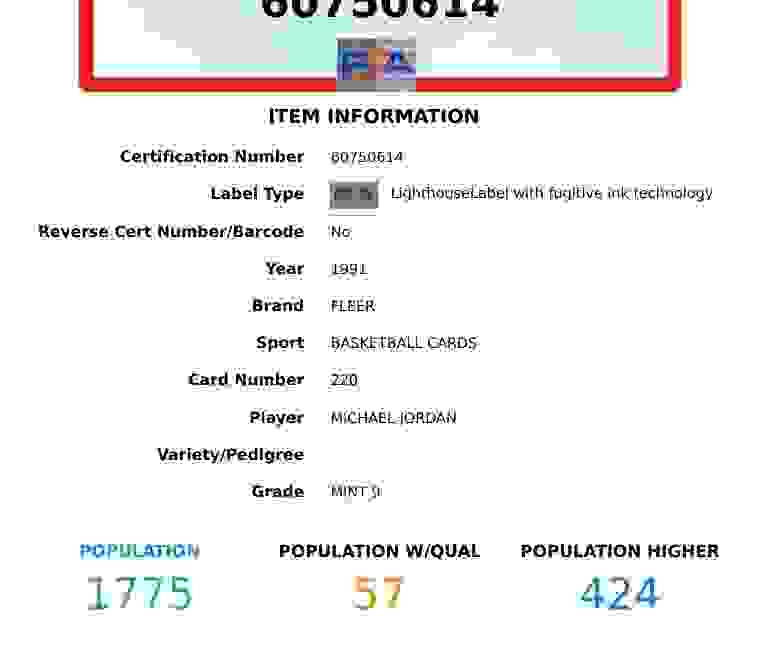 60750614
PSA
ITEM INFORMATION
Certification Number 60750614
Label Type LighthouseLabel with fugitive ink technology
Reverse Cert Number/Barcode No
Year 1991
Brand FLEER
Sport BASKETBALL CARDS
Card Number 220
Player MICHAEL JORDAN
Variety/Pedigree
Grade MINT 9
POPULATION POPULATION W/QUAL POPULATION HIGHER
1775 57 424